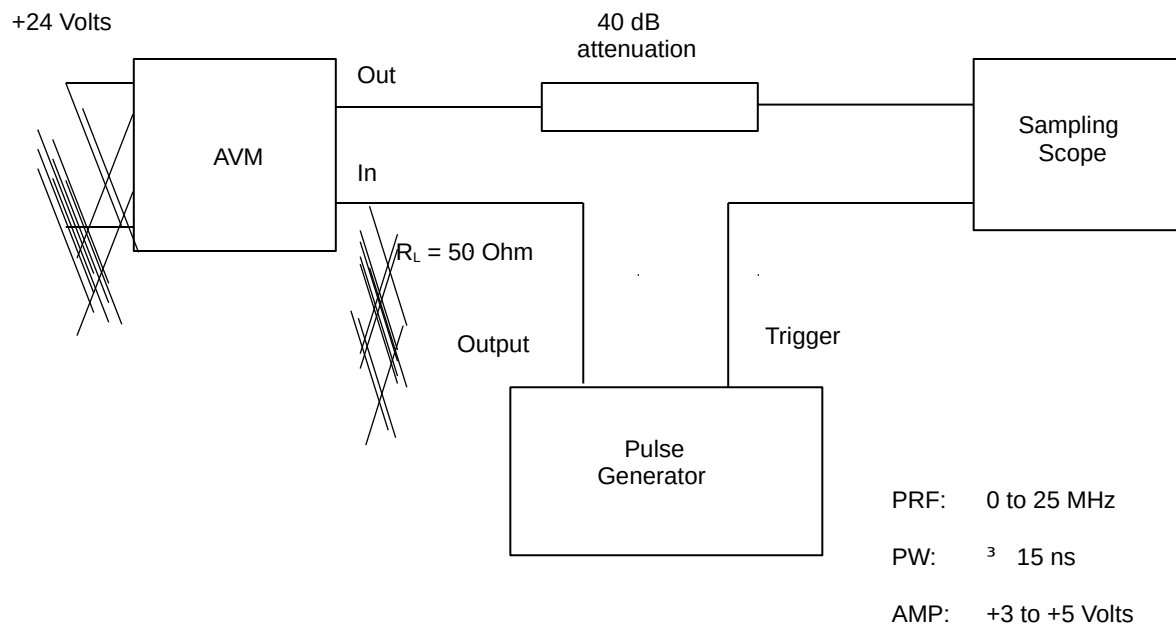 +24 Volts
40 dB
attenuation
Out
AVM
In
Sampling
Scope
R_L = 50 Ohm
Output
Trigger
Pulse
Generator
PRF: 0 to 25 MHz
PW: ³ 15 ns
AMP: +3 to +5 Volts